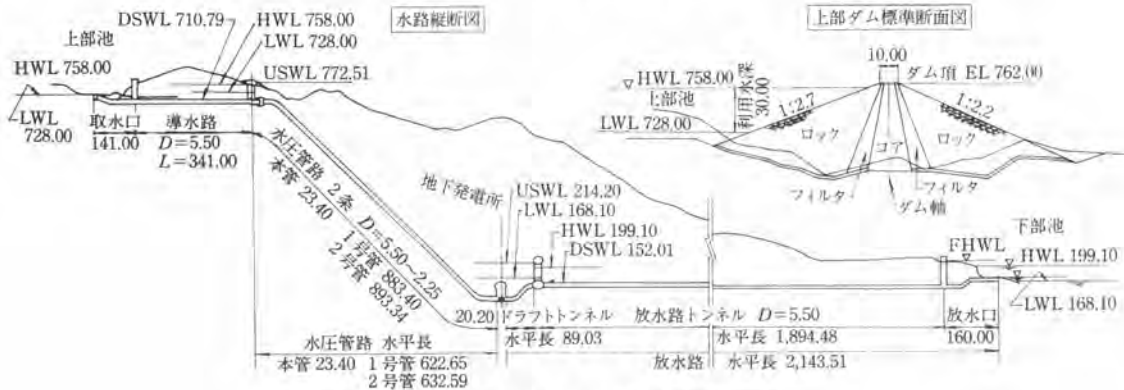 水路縦断図
DSWL 710.79
HWL 758.00
LWL 728.00
USWL 772.51
上部池
HWL 758.00
LWL
728.00
取水口
141.00
導水路
D=5.50
L=341.00
水圧管路 2条 D=5.50~2.25
本管 23.40 1号管 883.40
2号管 893.34
地下発電所
USWL 214.20
LWL 168.10
HWL 199.10
DSWL 152.01
20.20
ドラフトトンネル
水平長 89.03
放水路トンネル D=5.50
水平長 1,894.48
放水口
160.00
水圧管路 水平長
本管 23.40 1号管 622.65
2号管 632.59
放水路 水平長 2,143.51
下部池
FHWL
HWL 199.10
LWL 168.10
上部ダム標準断面図
10.00
ダム頂 EL 762.00
HWL 758.00
上部池
利用水深
30.00
LWL 728.00
1:2.7
1:2.2
ロック
コア
ロック
フィルタ
フィルタ
ダム軸